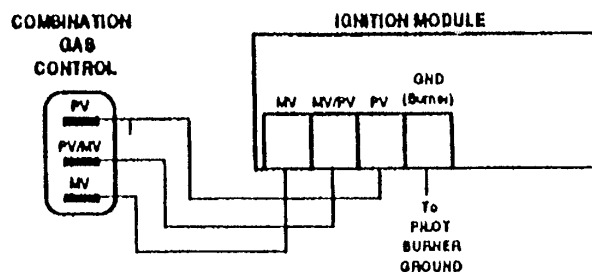 COMBINATION
GAS
CONTROL
PV
PV/MV
MV
IGNITION MODULE
MV
MV/PV
PV
GND
(Burner)
To
PILOT
BURNER
GROUND